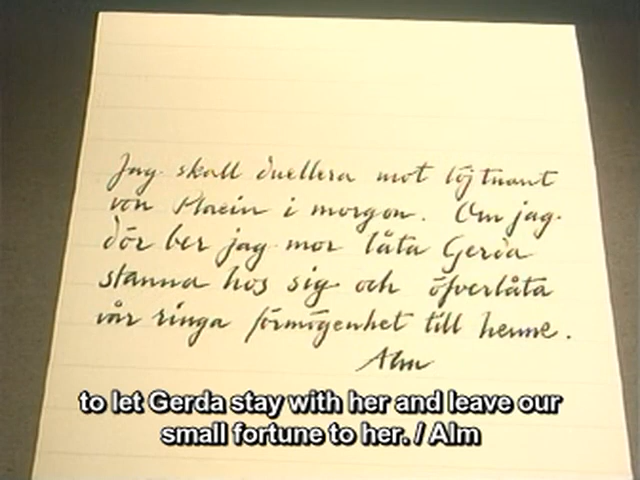 Jag skall duellera mot löjtnant
von Plaein i morgon. Om jag
dör ber jag mor låta Gerda
stanna hos sig och öfverlåta
vår ringa förmögenhet till henne.
Alm
to let Gerda stay with her and leave our
small fortune to her. / Alm